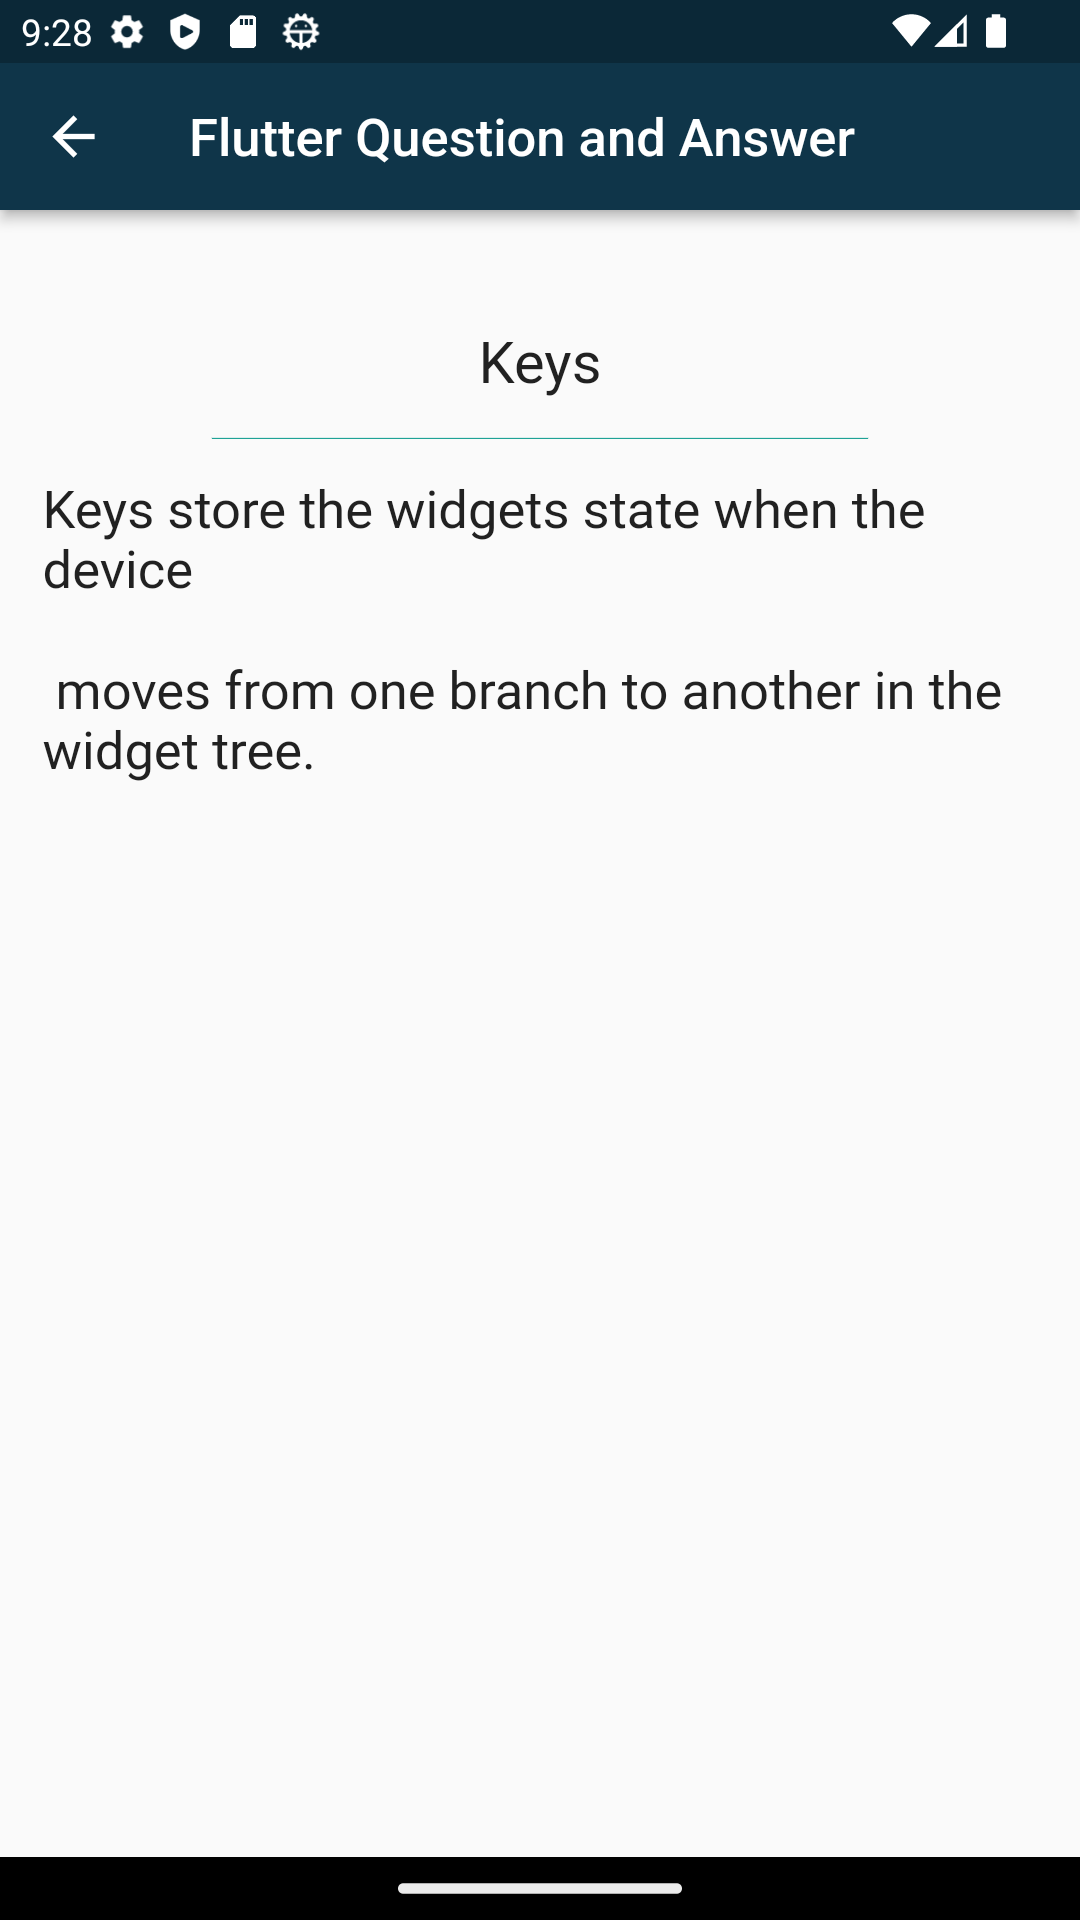 9:28
Flutter Question and Answer
Keys
Keys store the widgets state when the
device
moves from one branch to another in the
widget tree.